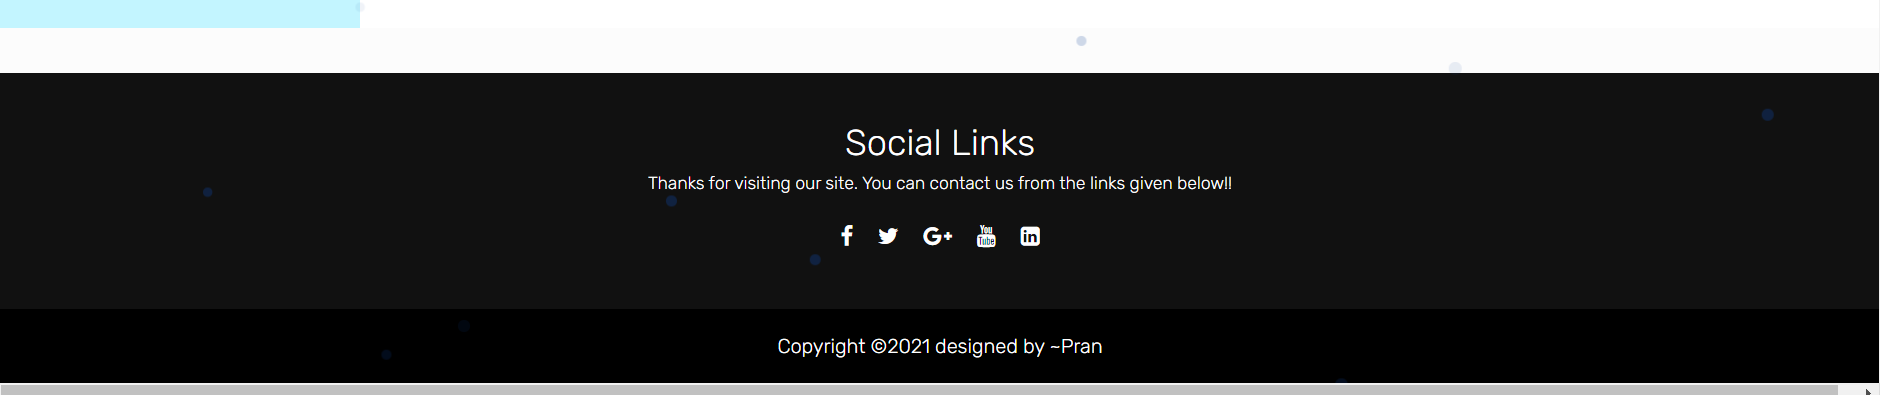 Social Links
Thanks for visiting our site. You can contact us from the links given below!!
f G+ You Tube in
Copyright ©2021 designed by ~Pran